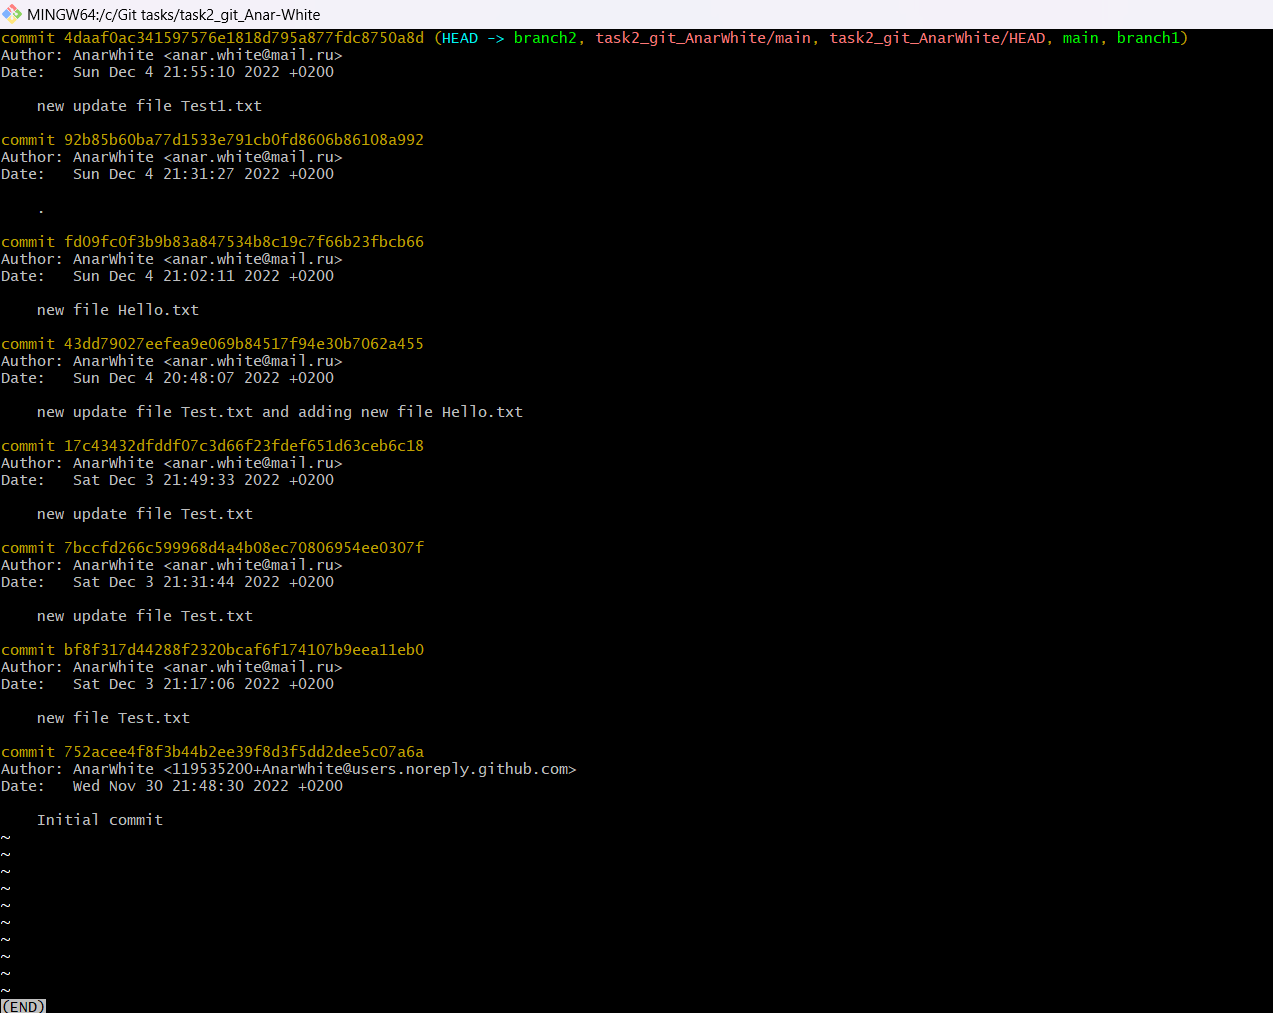 MINGW64:/c/Git tasks/task2_git_Anar-White
commit 4daaf0ac341597576e1818d795a877fdc8750a8d (HEAD -> branch2, task2_git_AnarWhite/main, task2_git_AnarWhite/HEAD, main, branch1)
Author: AnarWhite <anar.white@mail.ru>
Date:   Sun Dec 4 21:55:10 2022 +0200

    new update file Test1.txt

commit 92b85b60ba77d1533e791cb0fd8606b86108a992
Author: AnarWhite <anar.white@mail.ru>
Date:   Sun Dec 4 21:31:27 2022 +0200

    .

commit fd09fc0f3b9b83a847534b8c19c7f66b23fbcb66
Author: AnarWhite <anar.white@mail.ru>
Date:   Sun Dec 4 21:02:11 2022 +0200

    new file Hello.txt

commit 43dd79027eefea9e069b84517f94e30b7062a455
Author: AnarWhite <anar.white@mail.ru>
Date:   Sun Dec 4 20:48:07 2022 +0200

    new update file Test.txt and adding new file Hello.txt

commit 17c43432dfddf07c3d66f23fdef651d63ceb6c18
Author: AnarWhite <anar.white@mail.ru>
Date:   Sat Dec 3 21:49:33 2022 +0200

    new update file Test.txt

commit 7bccfd266c599968d4a4b08ec70806954ee0307f
Author: AnarWhite <anar.white@mail.ru>
Date:   Sat Dec 3 21:31:44 2022 +0200

    new update file Test.txt

commit bf8f317d44288f2320bcaf6f174107b9eea11eb0
Author: AnarWhite <anar.white@mail.ru>
Date:   Sat Dec 3 21:17:06 2022 +0200

    new file Test.txt

commit 752acee4f8f3b44b2ee39f8d3f5dd2dee5c07a6a
Author: AnarWhite <119535200+AnarWhite@users.noreply.github.com>
Date:   Wed Nov 30 21:48:30 2022 +0200

    Initial commit
~
~
~
~
~
~
~
~
~
~
(END)